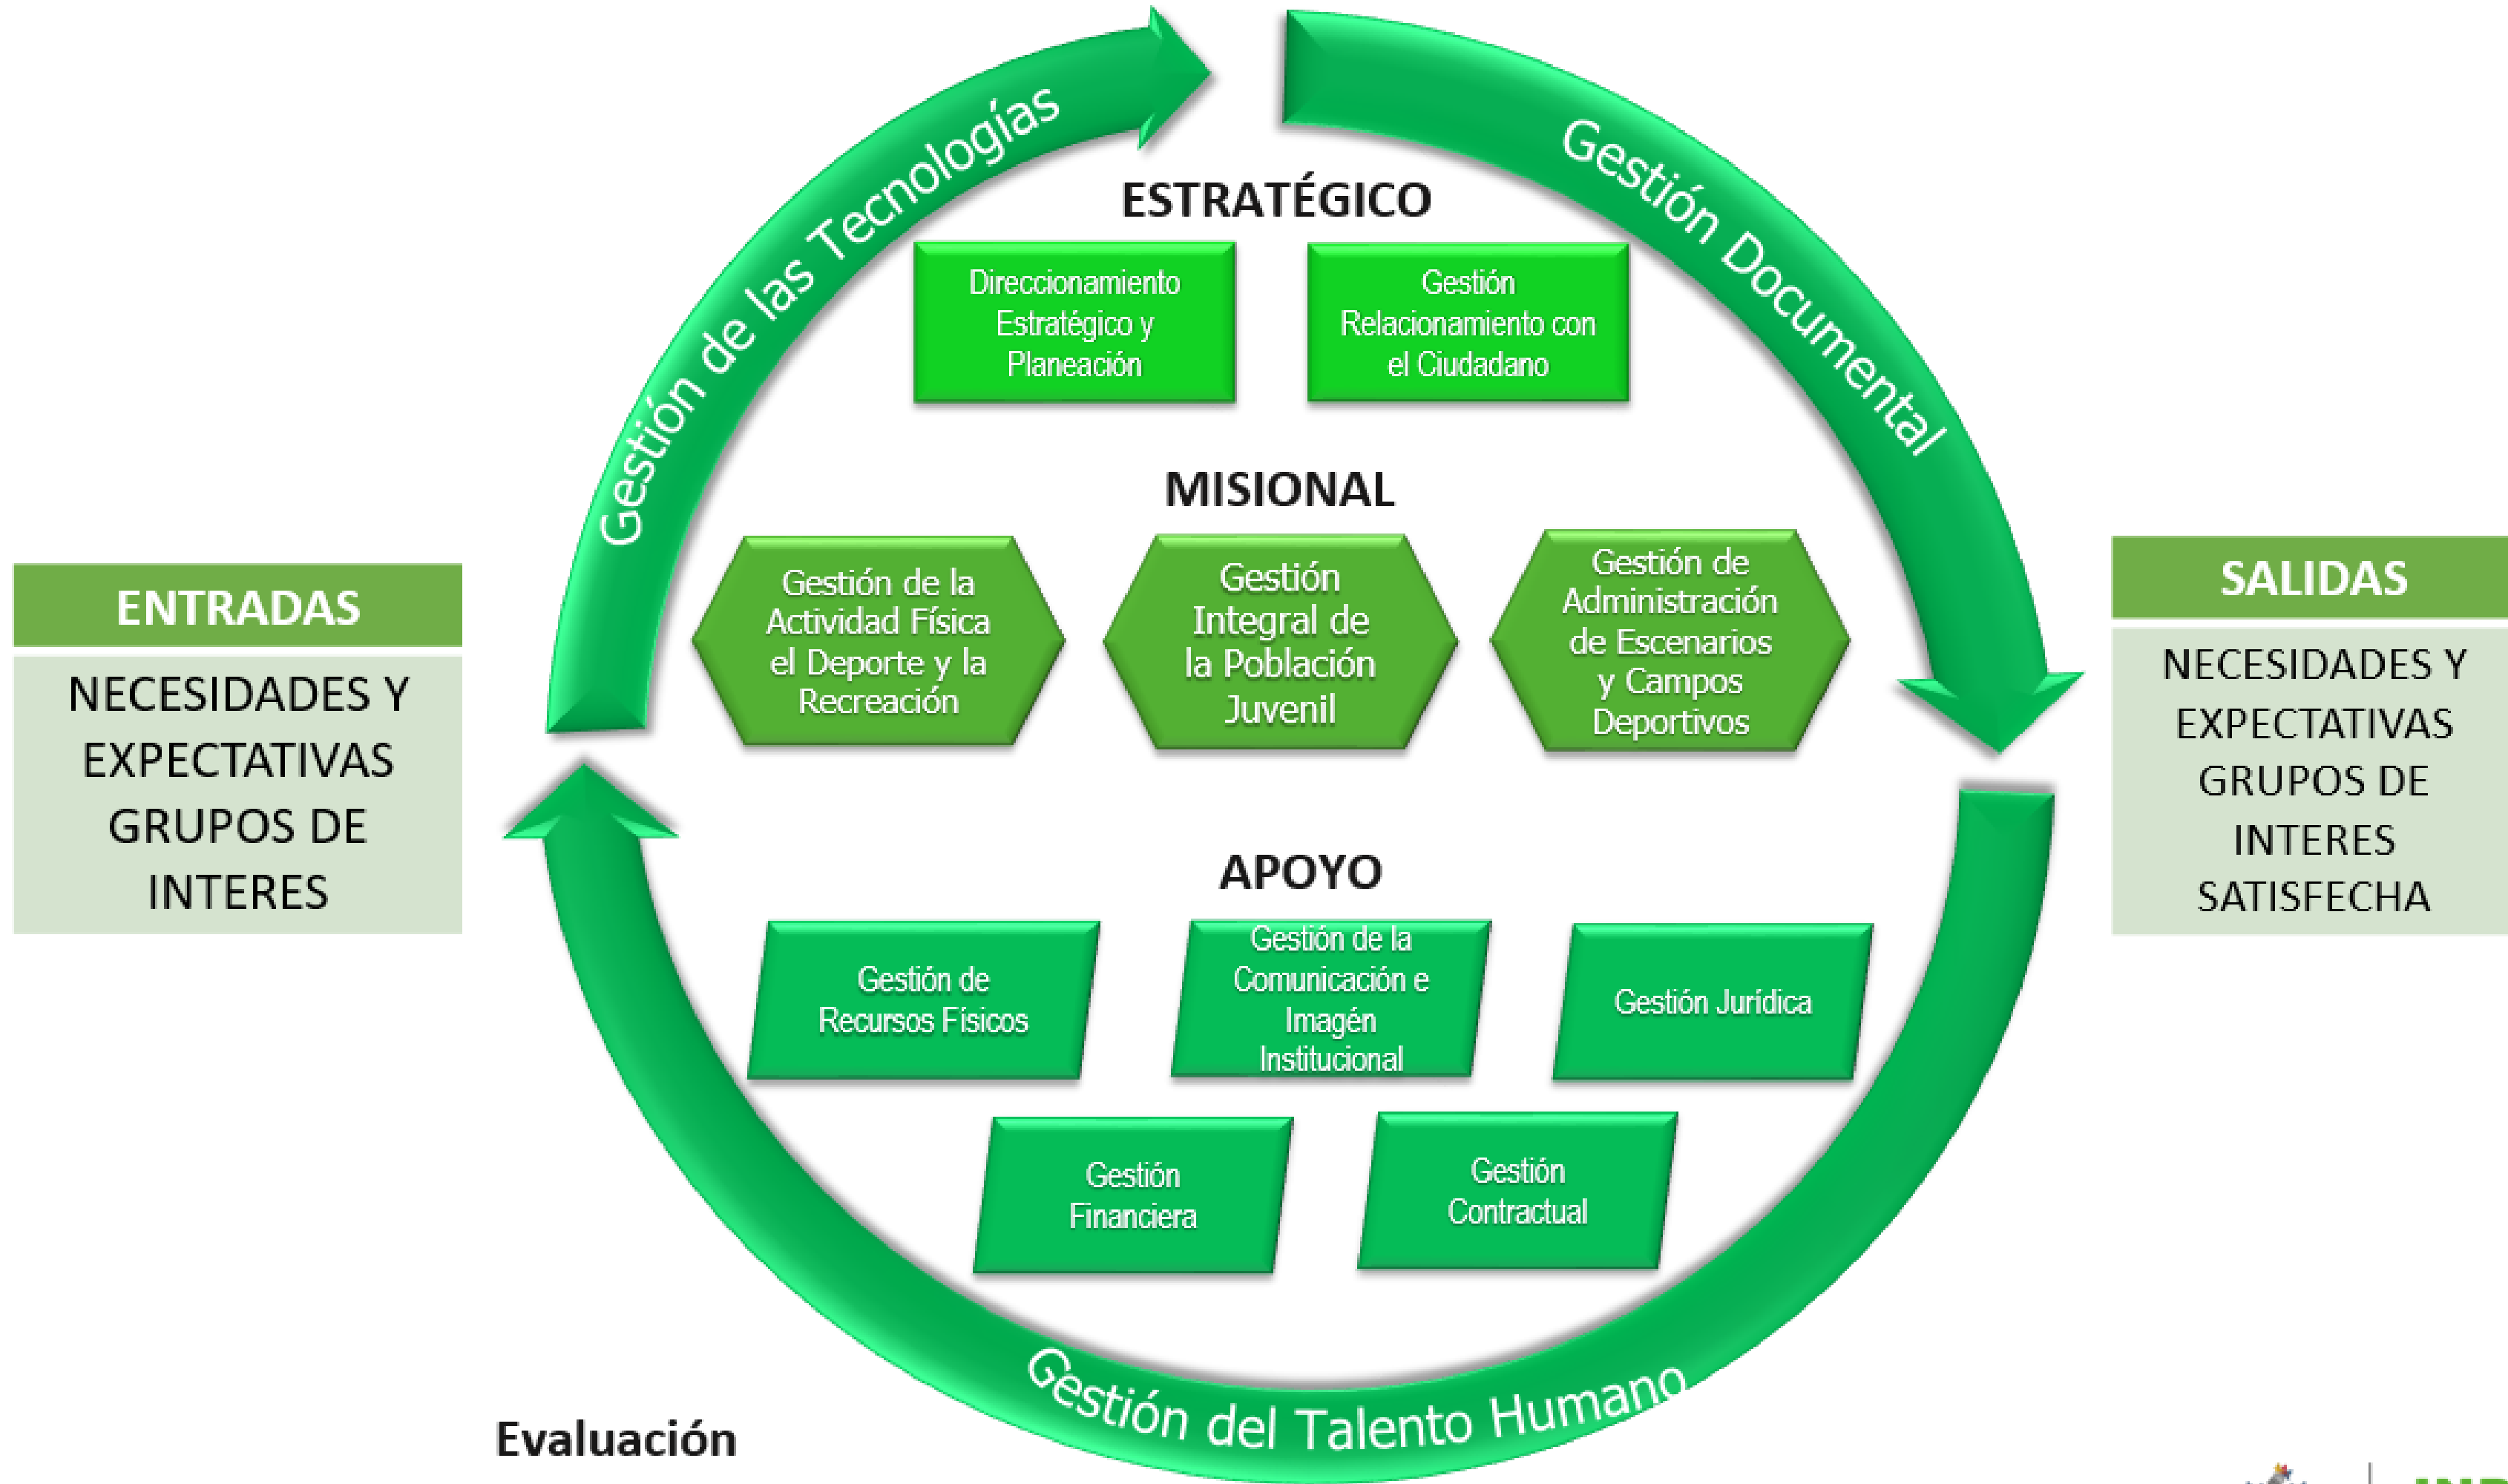 Gestión de las Tecnologías
Gestión Documental
ESTRATÉGICO
Direccionamiento
Estratégico y
Planeación
Gestión
Relacionamiento con
el Ciudadano
MISIONAL
Gestión de la
Actividad Física
el Deporte y la
Recreación
Gestión
Integral de
la Población
Juvenil
Gestión de
Administración
de Escenarios
y Campos
Deportivos
ENTRADAS
NECESIDADES Y
EXPECTATIVAS
GRUPOS DE
INTERES
SALIDAS
NECESIDADES Y
EXPECTATIVAS
GRUPOS DE
INTERES
SATISFECHA
APOYO
Gestión de
Recursos Físicos
Gestión de la
Comunicación e
Imagén
Institucional
Gestión Jurídica
Gestión
Financiera
Gestión
Contractual
Gestión del Talento Humano
Evaluación